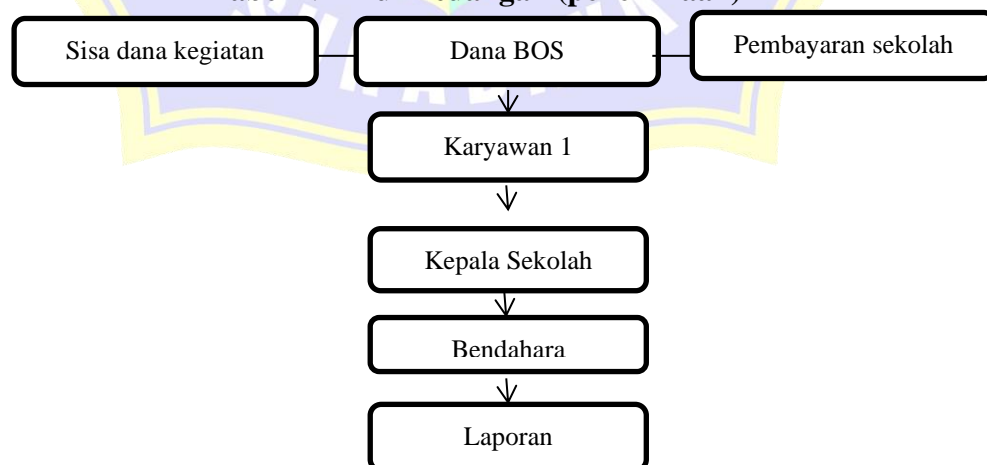 Sisa dana kegiatan
Dana BOS
Pembayaran sekolah
Karyawan 1
Kepala Sekolah
Bendahara
Laporan